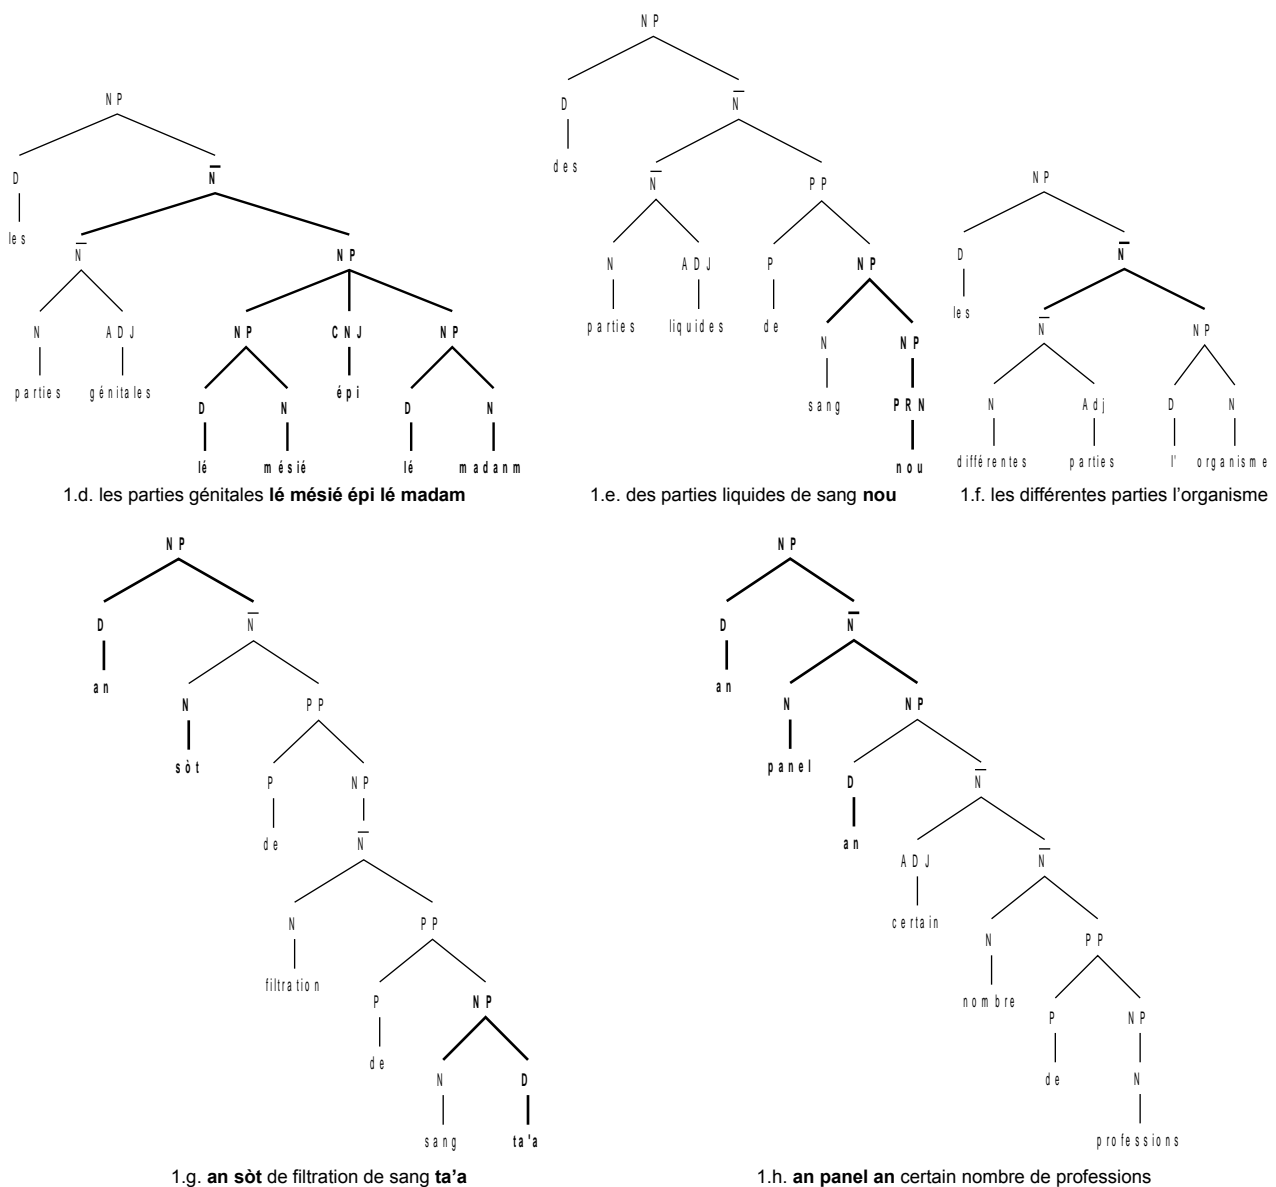 NP
D N̅
les
N̅ NP
N ADJ NP CNJ NP
parties génitales épi
D N D N
lé mésié lé madanm
1.d. les parties génitales lé mésié épi lé madam
NP
D N̅
des
N̅ PP
N ADJ P NP
parties liquides de
N NP
sang PRN
nou
1.e. des parties liquides de sang nou
NP
D N̅
les
N̅ NP
N Adj D N
différentes parties l' organisme
1.f. les différentes parties l’organisme
NP
D N̅
an
N PP
sòt
P NP
de N̅
N PP
filtration
P NP
de
N D
sang ta'a
1.g. an sòt de filtration de sang ta’a
NP
D N̅
an
N NP
panel
D N̅
an
ADJ N̅
certain
N PP
nombre
P NP
de N
professions
1.h. an panel an certain nombre de professions